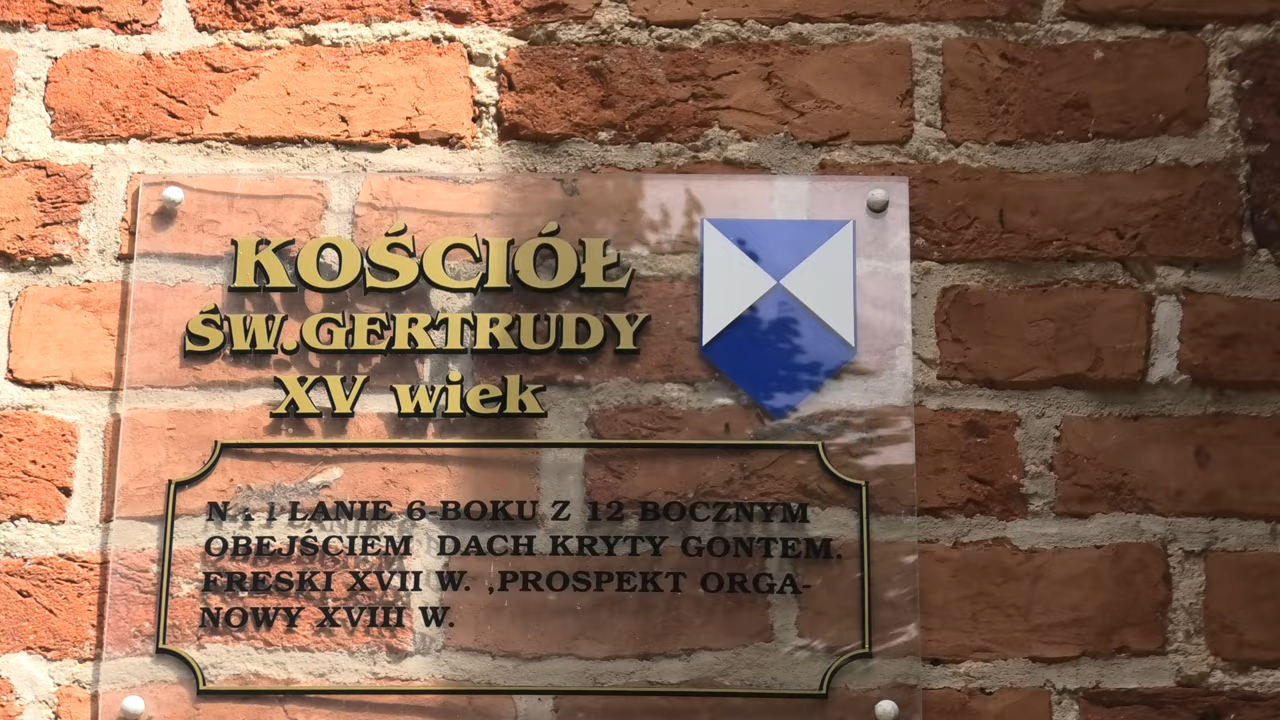 KOŚCIÓŁ
ŚW.GERTRUDY
XV wiek
PLANIE 6-BOKU Z 12 BOCZNYM
OBEJŚCIEM DACH KRYTY GONTEM.
FRESKI XVII W. ,PROSPEKT ORGA-
NOWY XVIII W.